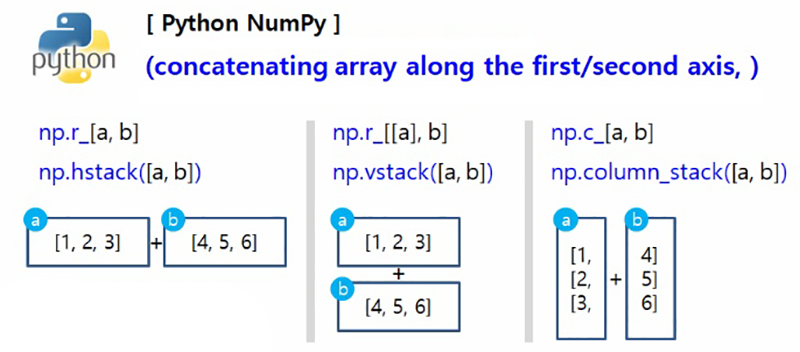 python
[ Python NumPy ]
(concatenating array along the first/second axis, )
np.r_[a, b]
np.hstack([a, b])
a
[1, 2, 3]
+
b
[4, 5, 6]
np.r_[[a], b]
np.vstack([a, b])
a
[1, 2, 3]
+
b
[4, 5, 6]
np.c_[a, b]
np.column_stack([a, b])
a
[1,
[2,
[3,
+
b
4]
5]
6]